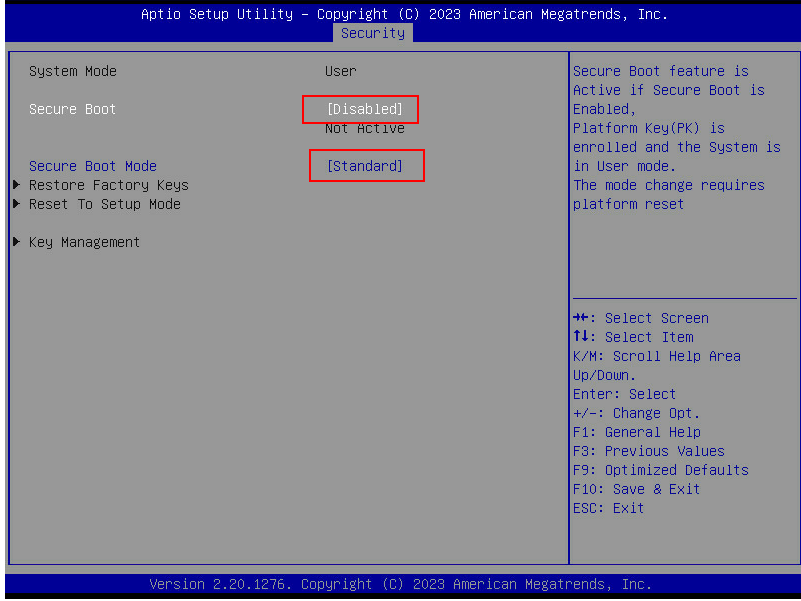 Aptio Setup Utility – Copyright (C) 2023 American Megatrends, Inc.
Security
System Mode User
Secure Boot [Disabled]
Not Active
Secure Boot Mode [Standard]
Restore Factory Keys
Reset To Setup Mode
Key Management
Secure Boot feature is
Active if Secure Boot is
Enabled,
Platform Key(PK) is
enrolled and the System is
in User mode.
The mode change requires
platform reset
→←: Select Screen
↑↓: Select Item
K/M: Scroll Help Area
Up/Down.
Enter: Select
+/-: Change Opt.
F1: General Help
F3: Previous Values
F9: Optimized Defaults
F10: Save & Exit
ESC: Exit
Version 2.20.1276. Copyright (C) 2023 American Megatrends, Inc.